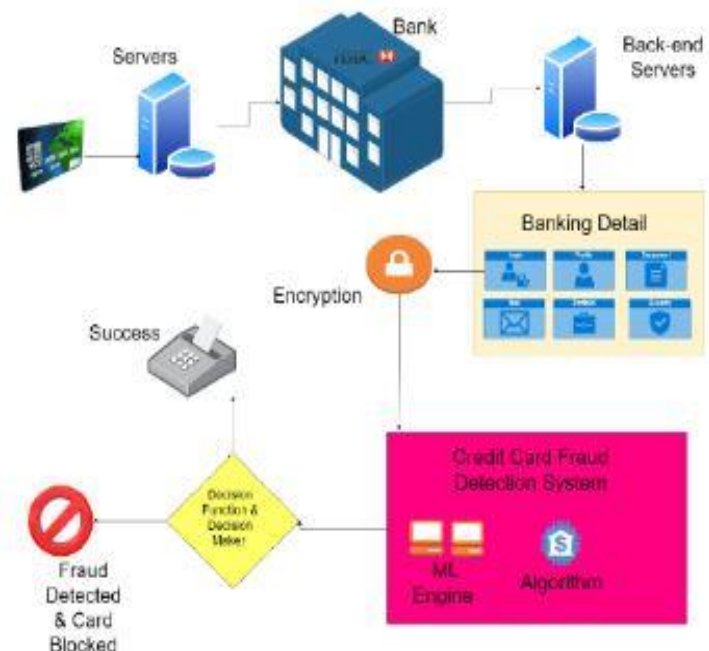 Bank
Servers
Back-end
Servers
Banking Detail
Encryption
Success
Credit Card Fraud
Detection System
Decision
Function &
Decision
Maker
ML
Engine
Algorithm
Fraud
Detected
& Card
Blocked